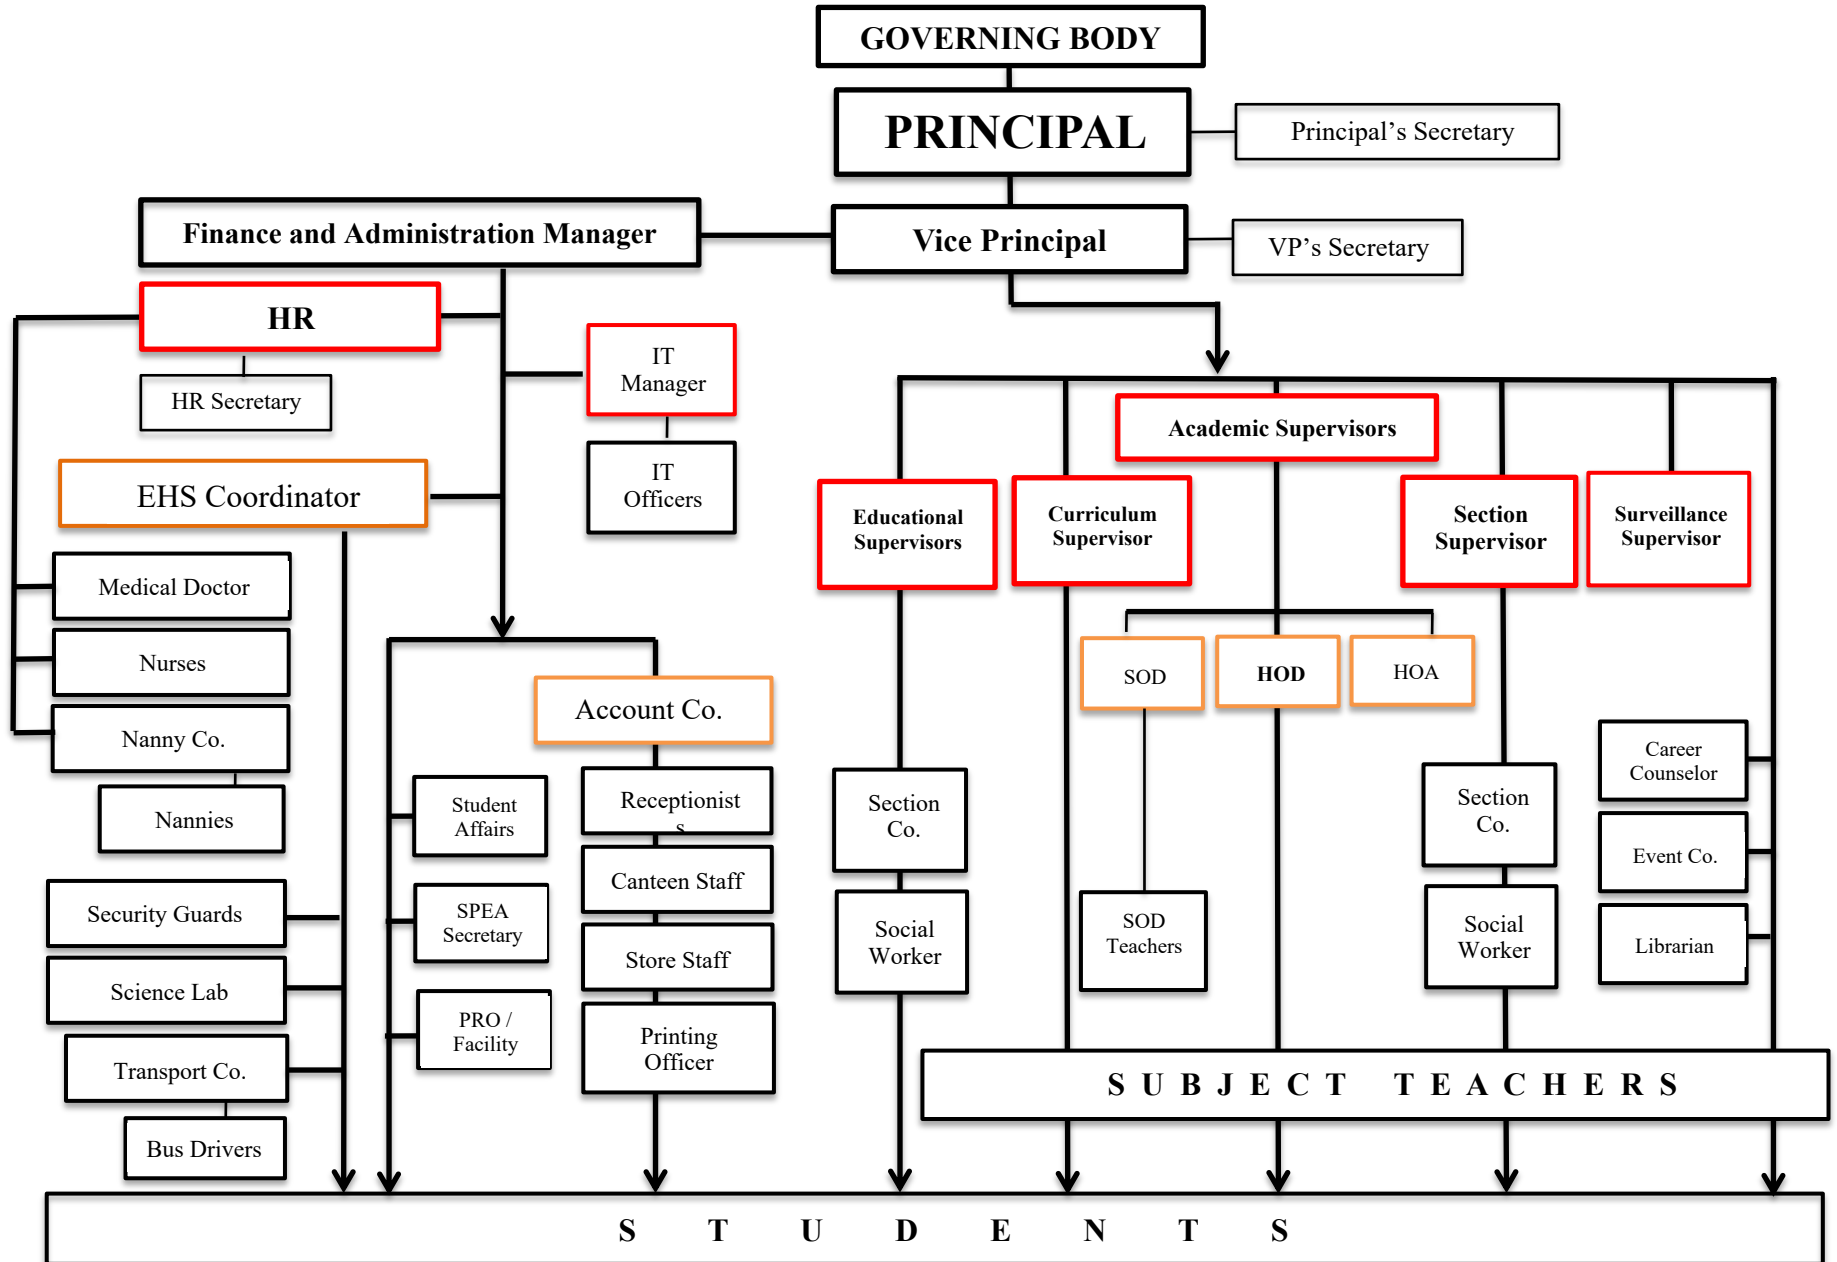 GOVERNING BODY
PRINCIPAL
Principal’s Secretary
Finance and Administration Manager
Vice Principal
VP’s Secretary
HR
HR Secretary
IT
Manager
IT
Officers
EHS Coordinator
Medical Doctor
Nurses
Nanny Co.
Nannies
Security Guards
Science Lab
Transport Co.
Bus Drivers
Student
Affairs
SPEA
Secretary
PRO /
Facility
Account Co.
Receptionist
s
Canteen Staff
Store Staff
Printing
Officer
Academic Supervisors
Educational
Supervisors
Curriculum
Supervisor
Section
Supervisor
Surveillance
Supervisor
SOD
HOD
HOA
Section
Co.
Social
Worker
SOD
Teachers
Section
Co.
Social
Worker
Career
Counselor
Event Co.
Librarian
S U B J E C T T E A C H E R S
S T U D E N T S